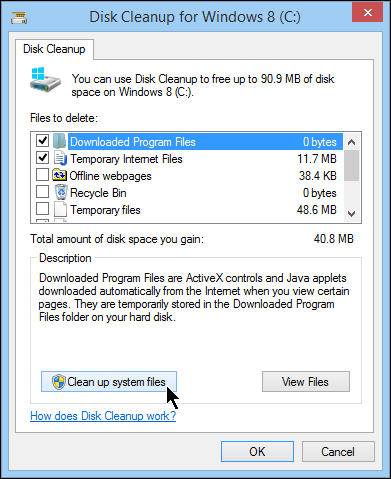 Disk Cleanup for Windows 8 (C:)
Disk Cleanup
You can use Disk Cleanup to free up to 90.9 MB of disk
space on Windows 8 (C:).
Files to delete:
Downloaded Program Files 0 bytes
Temporary Internet Files 11.7 MB
Offline webpages 38.4 KB
Recycle Bin 0 bytes
Temporary files 48.6 MB
Total amount of disk space you gain: 40.8 MB
Description
Downloaded Program Files are ActiveX controls and Java applets
downloaded automatically from the Internet when you view certain
pages. They are temporarily stored in the Downloaded Program
Files folder on your hard disk.
Clean up system files View Files
How does Disk Cleanup work?
OK Cancel